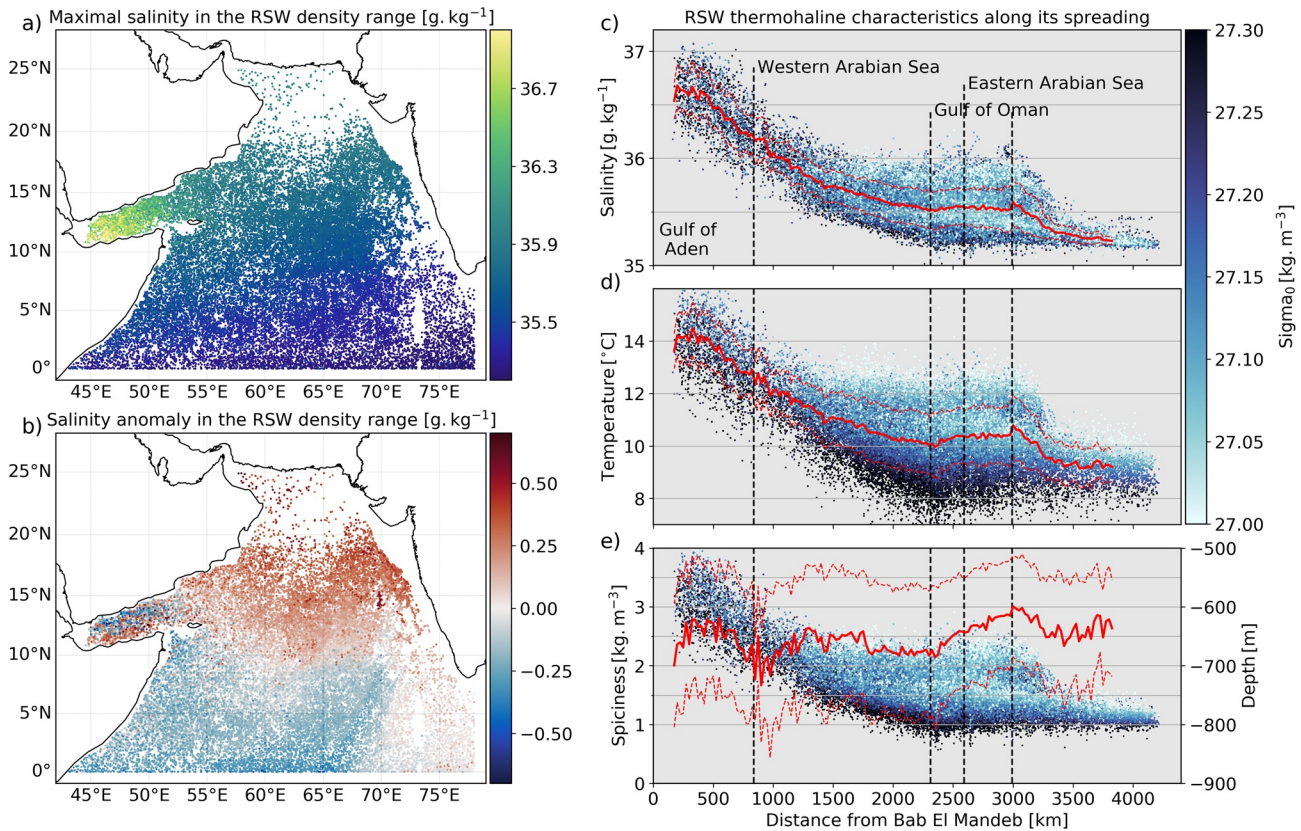 Maximal salinity in the RSW density range [g. kg⁻¹]
a)
25°N
20°N
15°N
10°N
5°N
0°
45°E 50°E 55°E 60°E 65°E 70°E 75°E
36.7
36.3
35.9
35.5
Salinity anomaly in the RSW density range [g. kg⁻¹]
b)
25°N
20°N
15°N
10°N
5°N
0°
45°E 50°E 55°E 60°E 65°E 70°E 75°E
0.50
0.25
0.00
−0.25
−0.50
RSW thermohaline characteristics along its spreading
c)
Salinity [g. kg⁻¹]
37
36
35
Western Arabian Sea
Eastern Arabian Sea
Gulf of Oman
Gulf of
Aden
d)
Temperature [°C]
14
12
10
8
e)
Spiciness [kg. m⁻³]
4
3
2
1
0
−500
−600
−700
−800
−900
Depth [m]
0 500 1000 1500 2000 2500 3000 3500 4000
Distance from Bab El Mandeb [km]
27.30
27.25
27.20
27.15
27.10
27.05
27.00
Sigma₀ [kg. m⁻³]